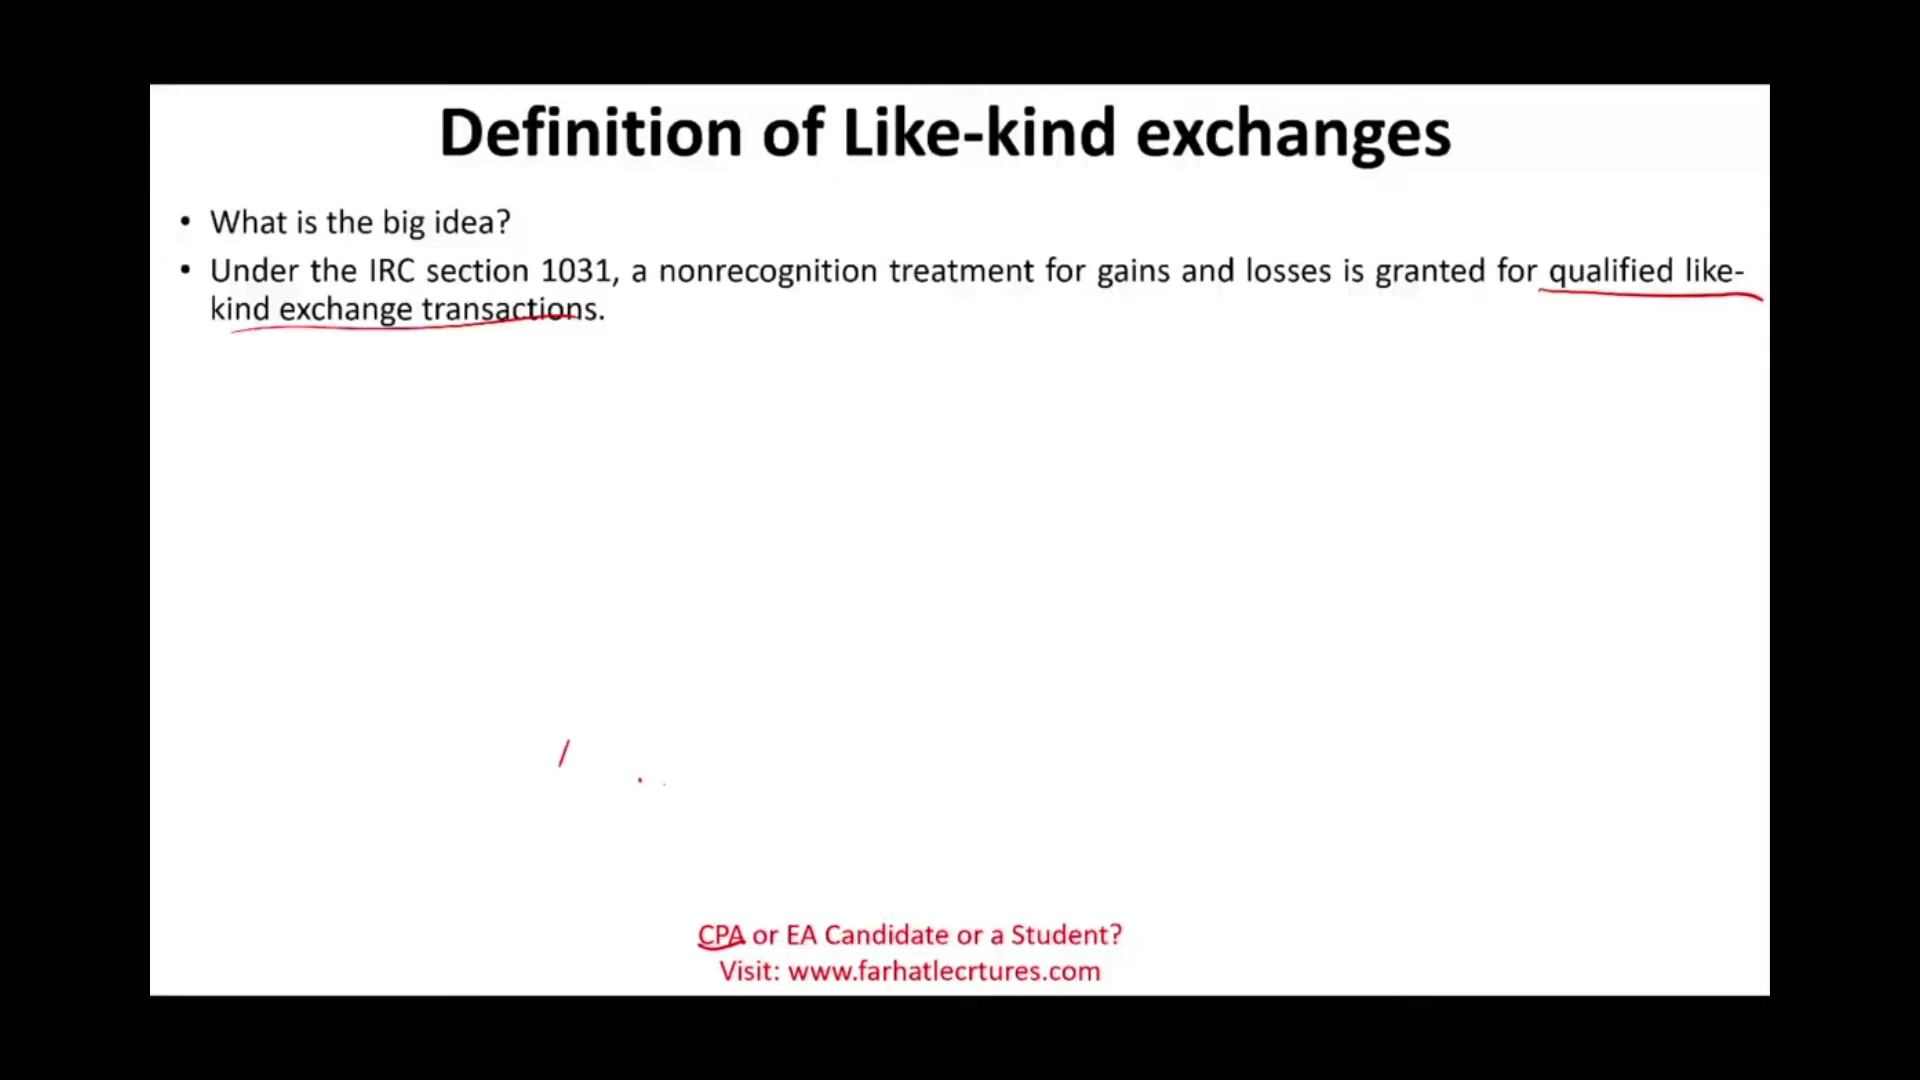 Definition of Like-kind exchanges
• What is the big idea?
• Under the IRC section 1031, a nonrecognition treatment for gains and losses is granted for qualified like-
kind exchange transactions.
CPA or EA Candidate or a Student?
Visit: www.farhatlecrtures.com